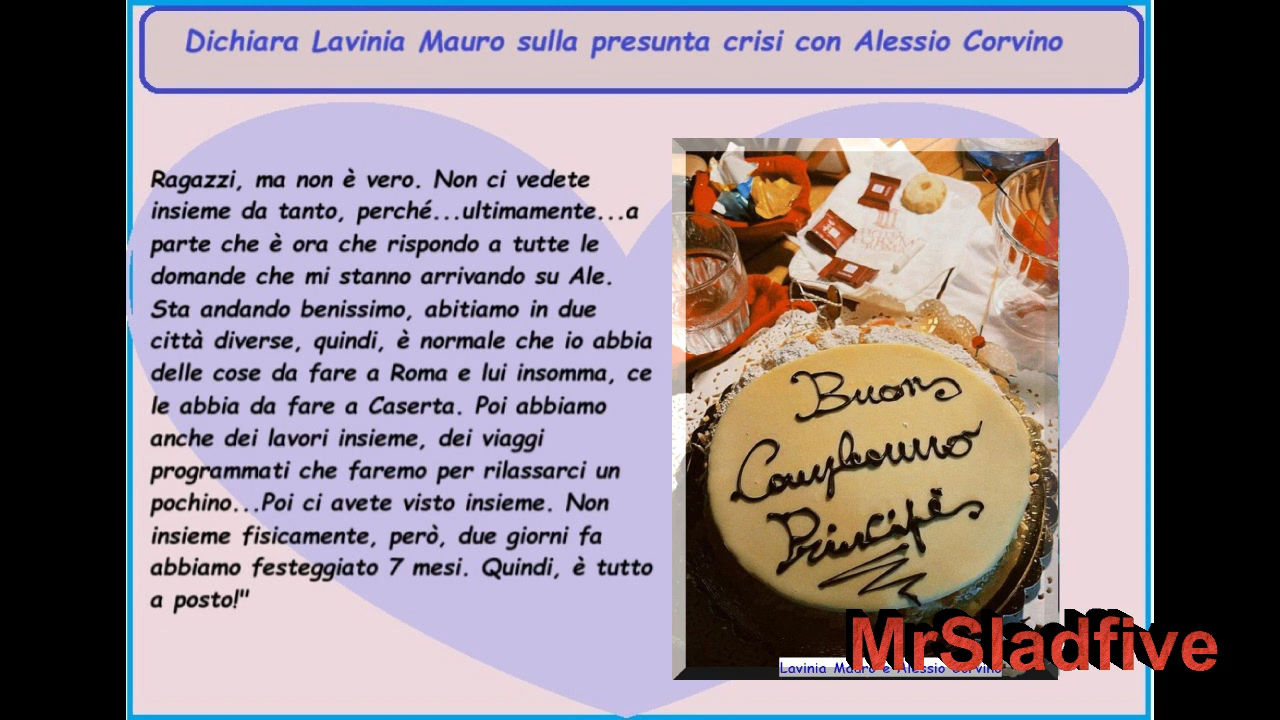 Dichiara Lavinia Mauro sulla presunta crisi con Alessio Corvino
Ragazzi, ma non è vero. Non ci vedete
insieme da tanto, perché...ultimamente...a
parte che è ora che rispondo a tutte le
domande che mi stanno arrivando su Ale.
Sta andando benissimo, abitiamo in due
città diverse, quindi, è normale che io abbia
delle cose da fare a Roma e lui insomma, ce
le abbia da fare a Caserta. Poi abbiamo
anche dei lavori insieme, dei viaggi
programmati che faremo per rilassarci un
pochino...Poi ci avete visto insieme. Non
insieme fisicamente, però, due giorni fa
abbiamo festeggiato 7 mesi. Quindi, è tutto
a posto!"
Buon
Compleanno
MrSladfive
Lavinia Mauro e Alessio Corvino